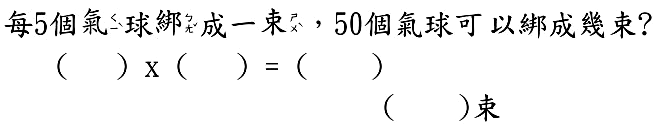 每5個氣ㄑㄧˋ球綁ㄅㄤˇ成一束ㄕㄨˋ，50個氣球可以綁成幾束?
(　　) x (　　) = (　　)
(　　)束